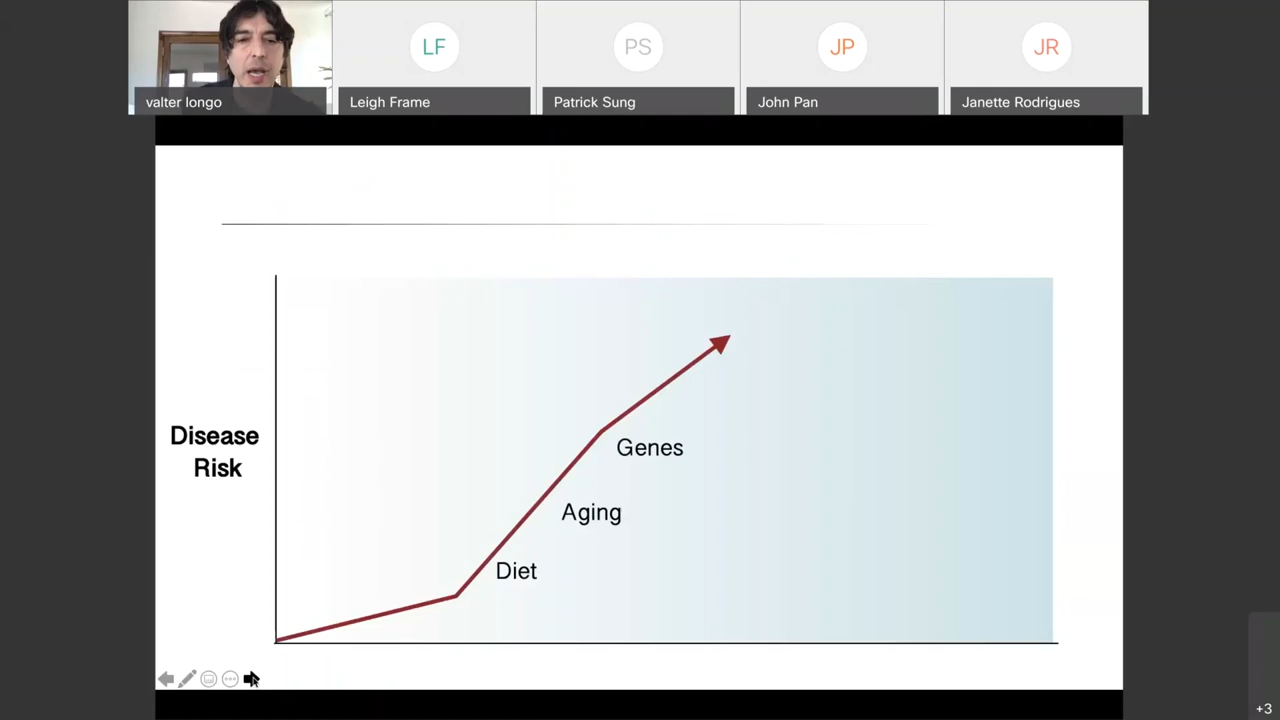 LF
PS
JP
JR
valter longo
Leigh Frame
Patrick Sung
John Pan
Janette Rodrigues
Disease
Risk
Genes
Aging
Diet
+3